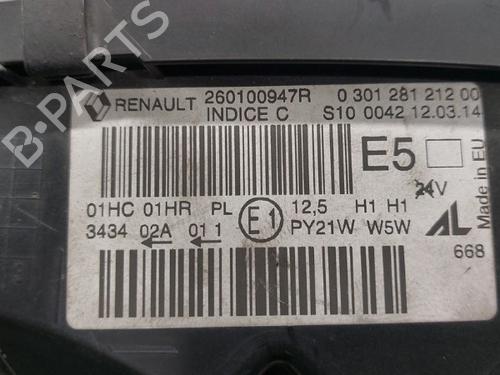 RENAULT 260100947R 0 301 281 212 00
INDICE C S10 0042 12.03.14
E5
Made in EU
24V
01HC 01HR PL E1 12,5 H1 H1
3434 02A 01 1 PY21W W5W
AL
668